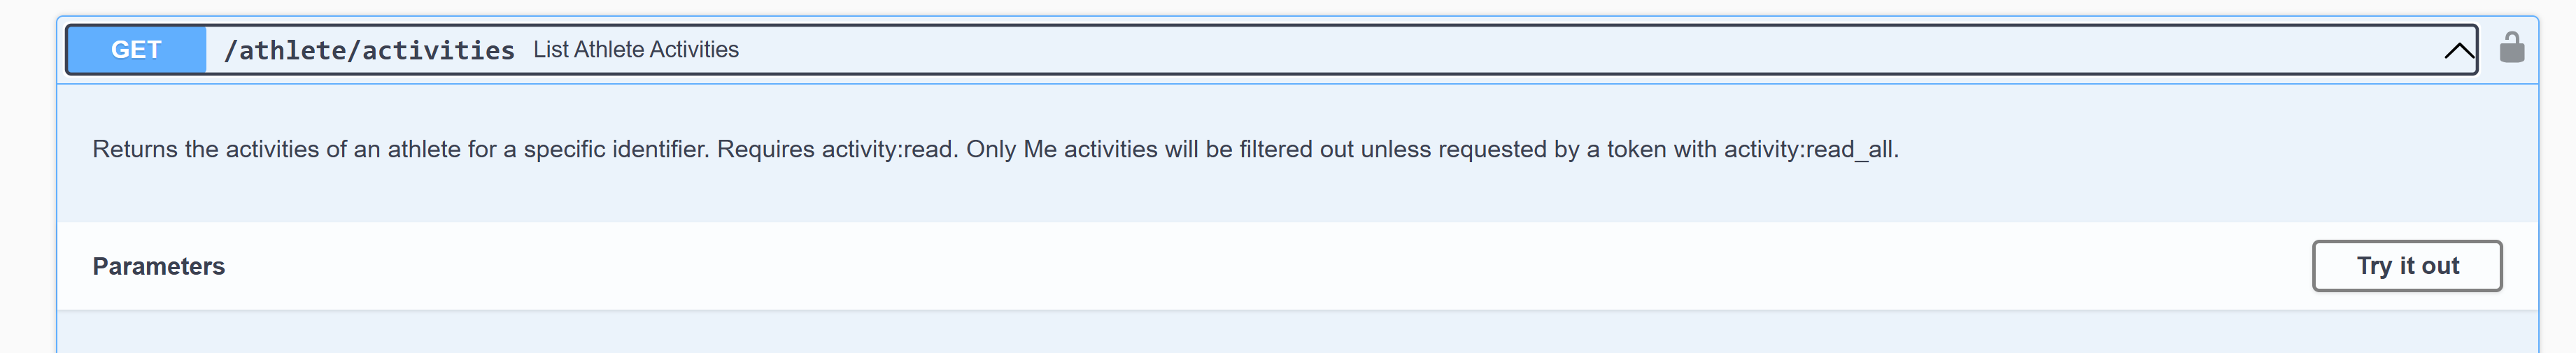 GET /athlete/activities List Athlete Activities
Returns the activities of an athlete for a specific identifier. Requires activity:read. Only Me activities will be filtered out unless requested by a token with activity:read_all.
Parameters Try it out